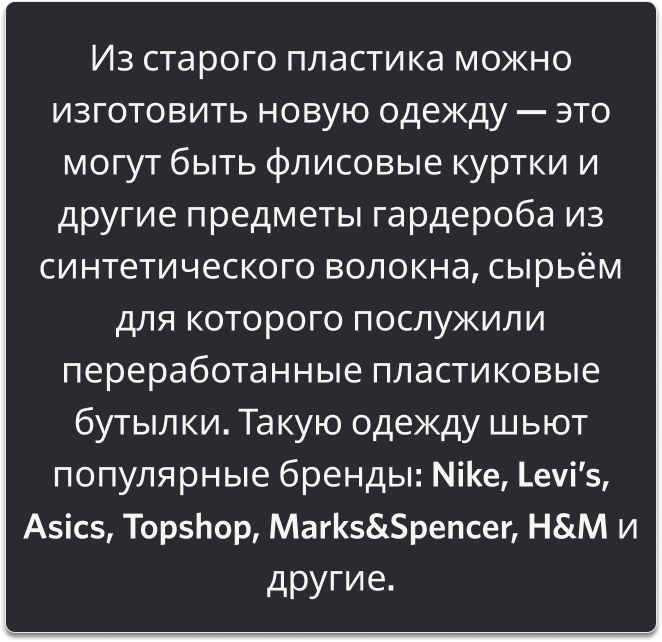 Из старого пластика можно
изготовить новую одежду — это
могут быть флисовые куртки и
другие предметы гардероба из
синтетического волокна, сырьём
для которого послужили
переработанные пластиковые
бутылки. Такую одежду шьют
популярные бренды: Nike, Levi’s,
Asics, Topshop, Marks&Spencer, H&M и
другие.